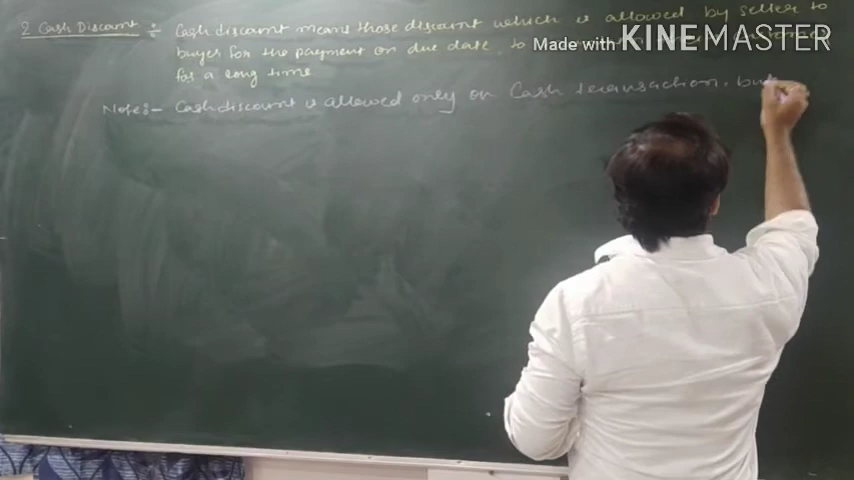 2 Cash Discount :- Cash discount means those discount which is allowed by seller to
buyer for the payment on due date, to
for a long time
Note:- Cash discount is allowed only on Cash transaction, but
Made with KINEMASTER